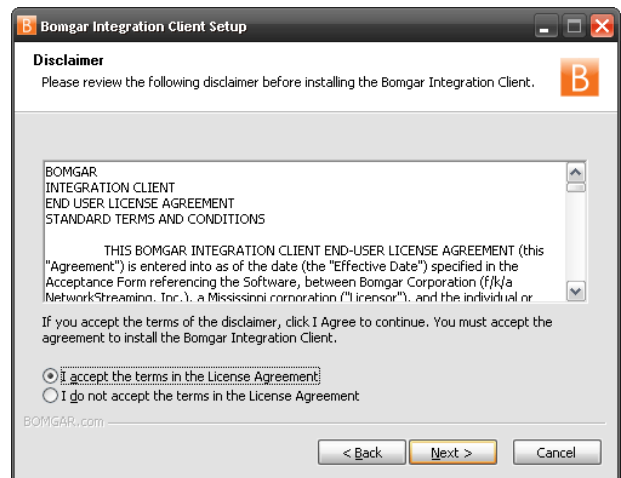 B Bomgar Integration Client Setup
Disclaimer
Please review the following disclaimer before installing the Bomgar Integration Client.
B
BOMGAR
INTEGRATION CLIENT
END USER LICENSE AGREEMENT
STANDARD TERMS AND CONDITIONS
THIS BOMGAR INTEGRATION CLIENT END-USER LICENSE AGREEMENT (this
"Agreement") is entered into as of the date (the "Effective Date") specified in the
Acceptance Form referencing the Software, between Bomgar Corporation (f/k/a
NetworkStreaming, Inc.), a Mississippi corporation ("Licensor"), and the individual or
If you accept the terms of the disclaimer, click I Agree to continue. You must accept the
agreement to install the Bomgar Integration Client.
I accept the terms in the License Agreement
I do not accept the terms in the License Agreement
BOMGAR.com
< Back Next > Cancel